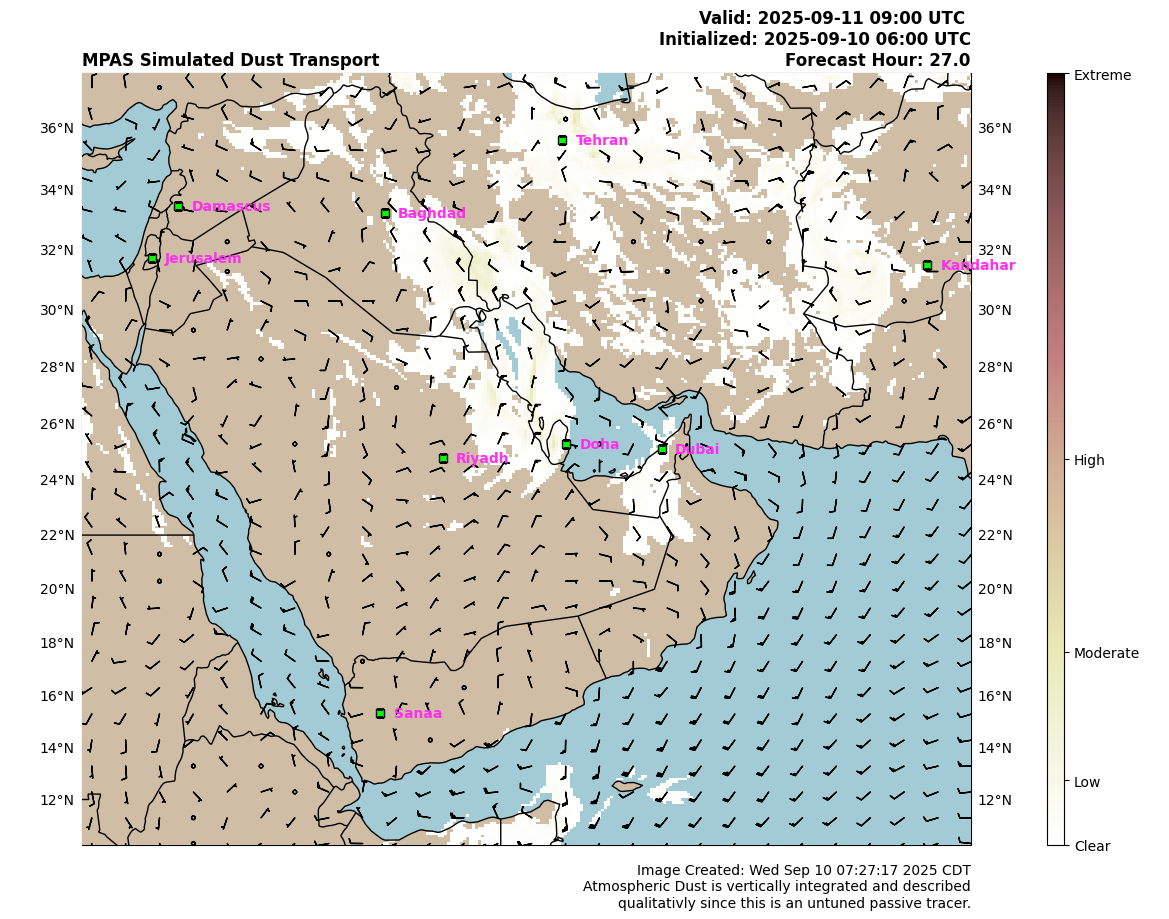 Valid: 2025-09-11 09:00 UTC
Initialized: 2025-09-10 06:00 UTC
MPAS Simulated Dust Transport
Forecast Hour: 27.0
Extreme
36°N
36°N
Tehran
34°N
34°N
Damascus
Baghdad
32°N
32°N
Jerusalem
Kandahar
30°N
30°N
28°N
28°N
26°N
26°N
Doha
Dubai
Riyadh
High
24°N
24°N
22°N
22°N
20°N
20°N
18°N
18°N
Moderate
16°N
16°N
Sanaa
14°N
14°N
Low
12°N
12°N
Clear
Image Created: Wed Sep 10 07:27:17 2025 CDT
Atmospheric Dust is vertically integrated and described
qualitativly since this is an untuned passive tracer.